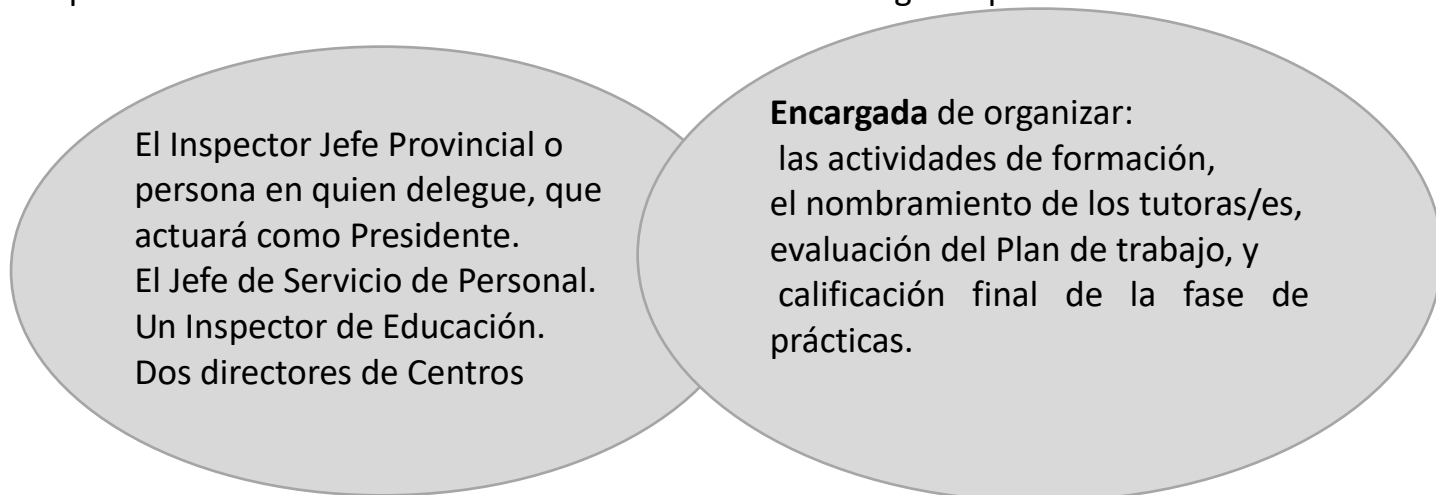 El Inspector Jefe Provincial o
persona en quien delegue, que
actuará como Presidente.
El Jefe de Servicio de Personal.
Un Inspector de Educación.
Dos directores de Centros
Encargada de organizar:
las actividades de formación,
el nombramiento de los tutoras/es,
evaluación del Plan de trabajo, y
calificación final de la fase de
prácticas.